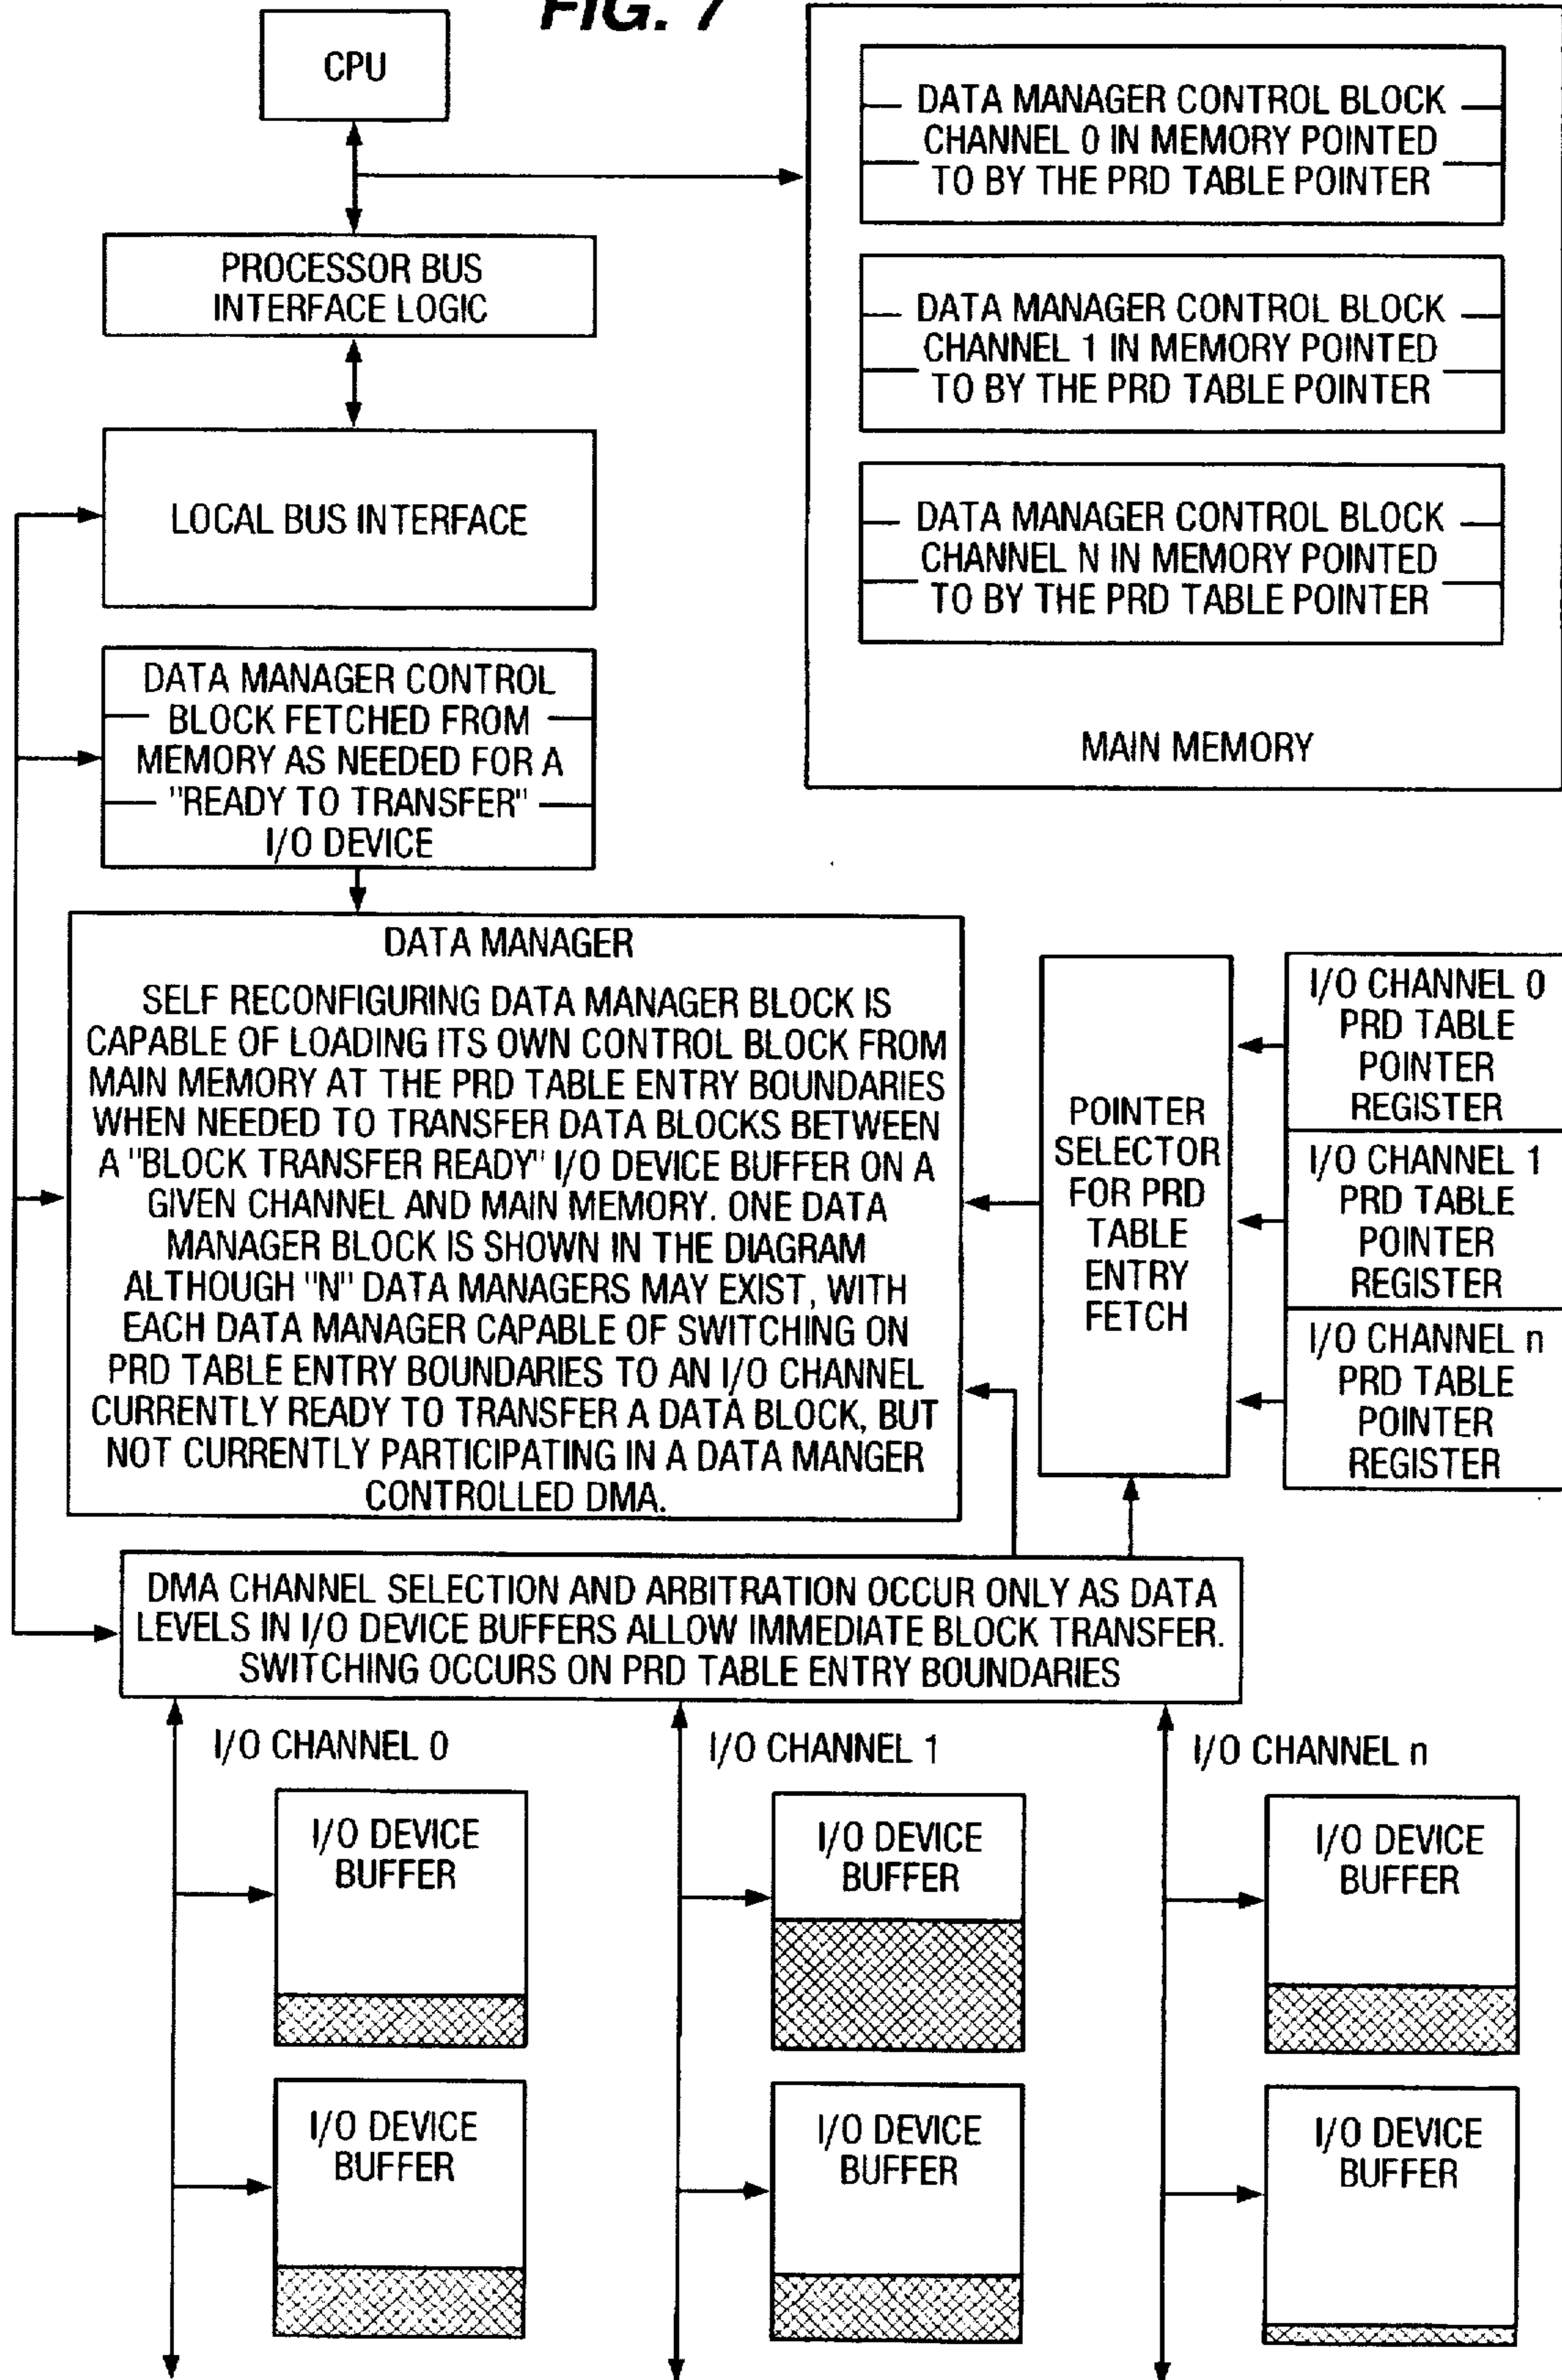 FIG. 7
CPU
DATA MANAGER CONTROL BLOCK
CHANNEL 0 IN MEMORY POINTED
TO BY THE PRD TABLE POINTER
PROCESSOR BUS
INTERFACE LOGIC
DATA MANAGER CONTROL BLOCK
CHANNEL 1 IN MEMORY POINTED
TO BY THE PRD TABLE POINTER
LOCAL BUS INTERFACE
DATA MANAGER CONTROL BLOCK
CHANNEL N IN MEMORY POINTED
TO BY THE PRD TABLE POINTER
MAIN MEMORY
DATA MANAGER CONTROL
BLOCK FETCHED FROM
MEMORY AS NEEDED FOR A
"READY TO TRANSFER"
I/O DEVICE
DATA MANAGER
SELF RECONFIGURING DATA MANAGER BLOCK IS
CAPABLE OF LOADING ITS OWN CONTROL BLOCK FROM
MAIN MEMORY AT THE PRD TABLE ENTRY BOUNDARIES
WHEN NEEDED TO TRANSFER DATA BLOCKS BETWEEN
A "BLOCK TRANSFER READY" I/O DEVICE BUFFER ON A
GIVEN CHANNEL AND MAIN MEMORY. ONE DATA
MANAGER BLOCK IS SHOWN IN THE DIAGRAM
ALTHOUGH "N" DATA MANAGERS MAY EXIST, WITH
EACH DATA MANAGER CAPABLE OF SWITCHING ON
PRD TABLE ENTRY BOUNDARIES TO AN I/O CHANNEL
CURRENTLY READY TO TRANSFER A DATA BLOCK, BUT
NOT CURRENTLY PARTICIPATING IN A DATA MANGER
CONTROLLED DMA.
POINTER
SELECTOR
FOR PRD
TABLE
ENTRY
FETCH
I/O CHANNEL 0
PRD TABLE
POINTER
REGISTER
I/O CHANNEL 1
PRD TABLE
POINTER
REGISTER
I/O CHANNEL n
PRD TABLE
POINTER
REGISTER
DMA CHANNEL SELECTION AND ARBITRATION OCCUR ONLY AS DATA
LEVELS IN I/O DEVICE BUFFERS ALLOW IMMEDIATE BLOCK TRANSFER.
SWITCHING OCCURS ON PRD TABLE ENTRY BOUNDARIES
I/O CHANNEL 0
I/O CHANNEL 1
I/O CHANNEL n
I/O DEVICE
BUFFER
I/O DEVICE
BUFFER
I/O DEVICE
BUFFER
I/O DEVICE
BUFFER
I/O DEVICE
BUFFER
I/O DEVICE
BUFFER